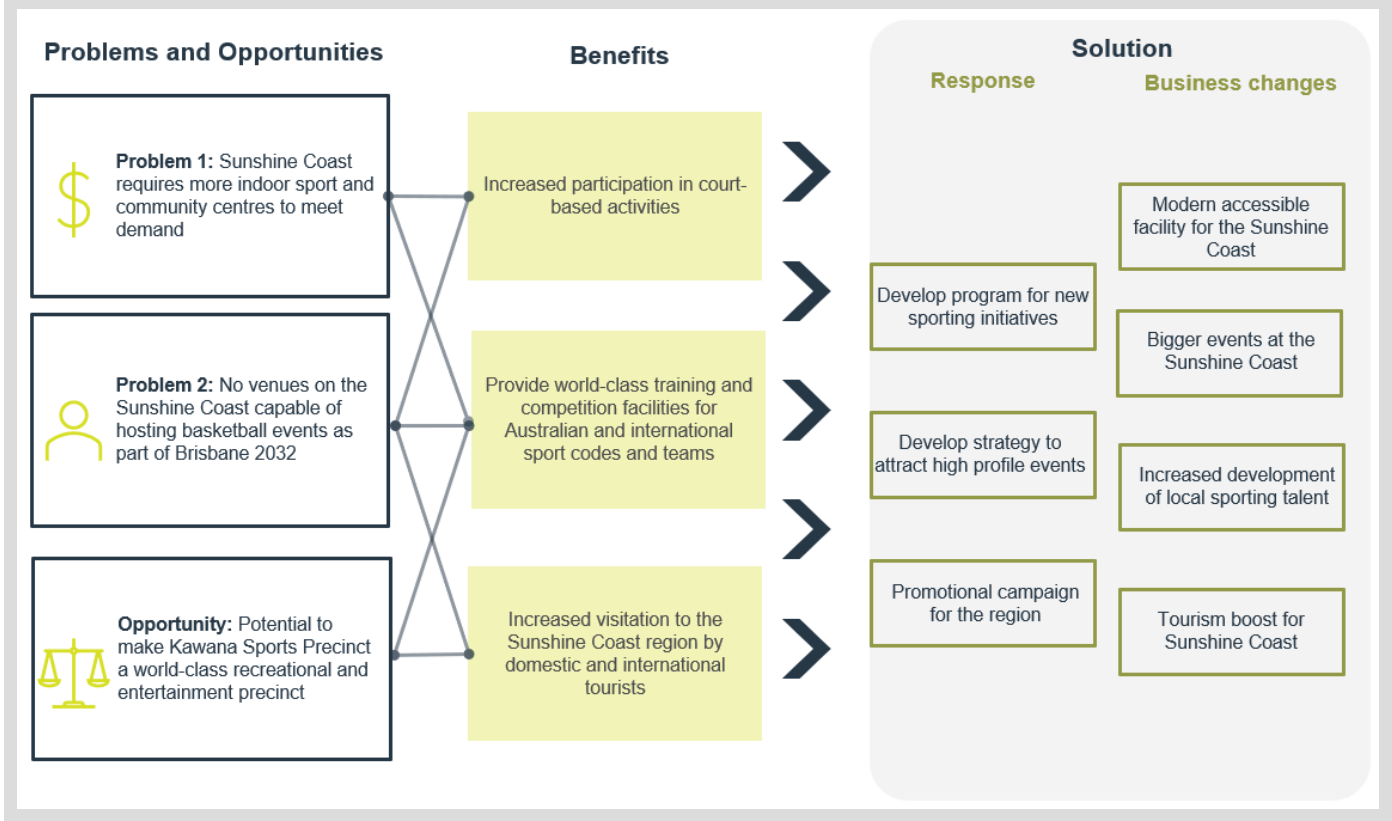 Problems and Opportunities
Benefits
Solution
Response
Business changes
Problem 1: Sunshine Coast
requires more indoor sport and
community centres to meet
demand
Problem 2: No venues on the
Sunshine Coast capable of
hosting basketball events as
part of Brisbane 2032
Opportunity: Potential to
make Kawana Sports Precinct
a world-class recreational and
entertainment precinct
Increased participation in court-
based activities
Provide world-class training and
competition facilities for
Australian and international
sport codes and teams
Increased visitation to the
Sunshine Coast region by
domestic and international
tourists
Develop program for new
sporting initiatives
Develop strategy to
attract high profile events
Promotional campaign
for the region
Modern accessible
facility for the Sunshine
Coast
Bigger events at the
Sunshine Coast
Increased development
of local sporting talent
Tourism boost for
Sunshine Coast